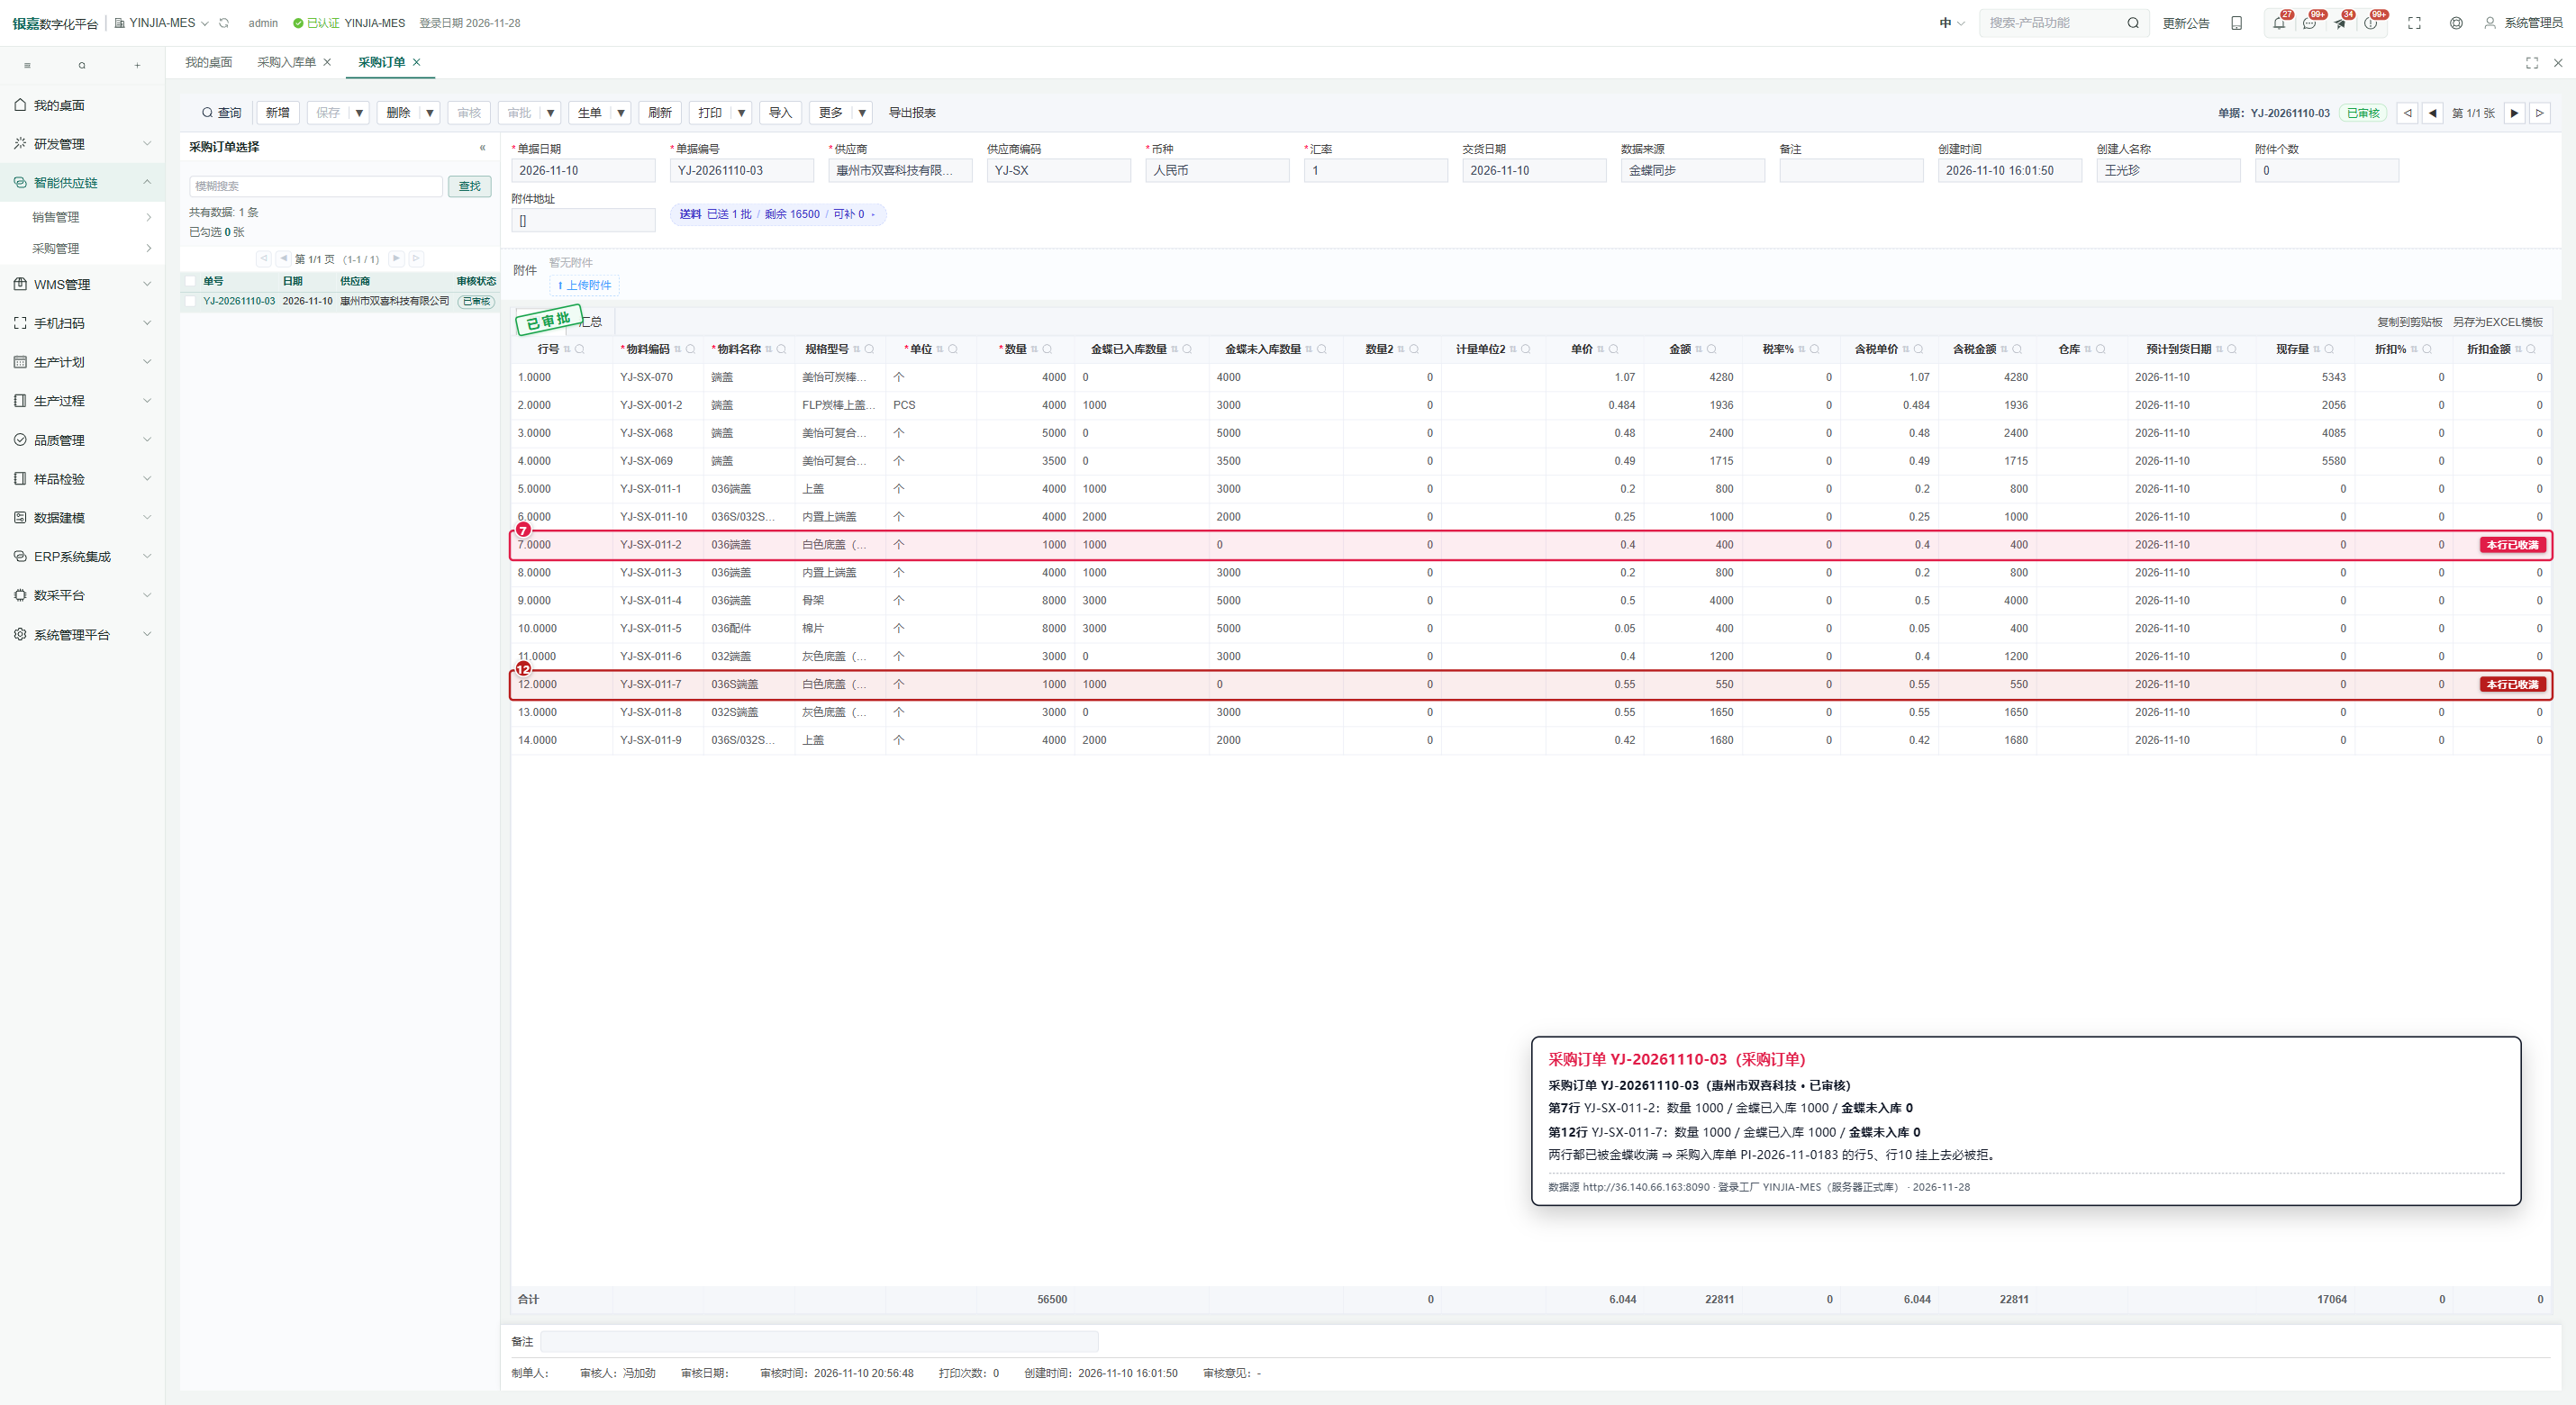 银嘉数字化平台 YINJIA-MES admin 已认证 YINJIA-MES 登录日期 2026-11-28 中 搜索-产品功能 更新公告 27 99+ 34 99+ 系统管理员
我的桌面 采购入库单 采购订单
我的桌面
研发管理
智能供应链
销售管理
采购管理
WMS管理
手机扫码
生产计划
生产过程
品质管理
样品检验
数据建模
ERP系统集成
数采平台
系统管理平台
查询 新增 保存 删除 审核 审批 生单 刷新 打印 导入 更多 导出报表 单据: YJ-20261110-03 已审核 第 1/1 张
采购订单选择 «
模糊搜索 查找
共有数据: 1 条
已勾选 0 张
第 1/1 页 (1-1 / 1)
单号 日期 供应商 审核状态
YJ-20261110-03 2026-11-10 惠州市双喜科技有限公司 已审核
*单据日期 *单据编号 *供应商 供应商编码 *币种 *汇率 交货日期 数据来源 备注 创建时间 创建人名称 附件个数
2026-11-10 YJ-20261110-03 惠州市双喜科技有限... YJ-SX 人民币 1 2026-11-10 金蝶同步 2026-11-10 16:01:50 王光珍 0
附件地址
[] 送料 已送 1 批 / 剩余 16500 / 可补 0
附件 暂无附件
上传附件
已审批 汇总 复制到剪贴板 另存为EXCEL模板
行号 *物料编码 *物料名称 规格型号 *单位 *数量 金蝶已入库数量 金蝶未入库数量 数量2 计量单位2 单价 金额 税率% 含税单价 含税金额 仓库 预计到货日期 现存量 折扣% 折扣金额
1.0000 YJ-SX-070 端盖 美怡可炭棒... 个 4000 0 4000 0 1.07 4280 0 1.07 4280 2026-11-10 5343 0 0
2.0000 YJ-SX-001-2 端盖 FLP炭棒上盖... PCS 4000 1000 3000 0 0.484 1936 0 0.484 1936 2026-11-10 2056 0 0
3.0000 YJ-SX-068 端盖 美怡可复合... 个 5000 0 5000 0 0.48 2400 0 0.48 2400 2026-11-10 4085 0 0
4.0000 YJ-SX-069 端盖 美怡可复合... 个 3500 0 3500 0 0.49 1715 0 0.49 1715 2026-11-10 5580 0 0
5.0000 YJ-SX-011-1 036端盖 上盖 个 4000 1000 3000 0 0.2 800 0 0.2 800 2026-11-10 0 0 0
6.0000 YJ-SX-011-10 036S/032S... 内置上端盖 个 4000 2000 2000 0 0.25 1000 0 0.25 1000 2026-11-10 0 0 0
7
7.0000 YJ-SX-011-2 036端盖 白色底盖 (... 个 1000 1000 0 0 0.4 400 0 0.4 400 2026-11-10 0 0 本行已收满
8.0000 YJ-SX-011-3 036端盖 内置上端盖 个 4000 1000 3000 0 0.2 800 0 0.2 800 2026-11-10 0 0 0
9.0000 YJ-SX-011-4 036端盖 骨架 个 8000 3000 5000 0 0.5 4000 0 0.5 4000 2026-11-10 0 0 0
10.0000 YJ-SX-011-5 036配件 棉片 个 8000 3000 5000 0 0.05 400 0 0.05 400 2026-11-10 0 0 0
11.0000 YJ-SX-011-6 032端盖 灰色底盖 (... 个 3000 0 3000 0 0.4 1200 0 0.4 1200 2026-11-10 0 0 0
12
12.0000 YJ-SX-011-7 036S端盖 白色底盖 (... 个 1000 1000 0 0 0.55 550 0 0.55 550 2026-11-10 0 0 本行已收满
13.0000 YJ-SX-011-8 032S端盖 灰色底盖 (... 个 3000 0 3000 0 0.55 1650 0 0.55 1650 2026-11-10 0 0 0
14.0000 YJ-SX-011-9 036S/032S... 上盖 个 4000 2000 2000 0 0.42 1680 0 0.42 1680 2026-11-10 0 0 0
采购订单 YJ-20261110-03（采购订单）
采购订单 YJ-20261110-03（惠州市双喜科技 • 已审核）
第7行 YJ-SX-011-2：数量 1000 / 金蝶已入库 1000 / 金蝶未入库 0
第12行 YJ-SX-011-7：数量 1000 / 金蝶已入库 1000 / 金蝶未入库 0
两行都已被金蝶收满 ⇒ 采购入库单 PI-2026-11-0183 的行5、行10 挂上去必被拒。
数据源 http://36.140.66.163:8090 · 登录工厂 YINJIA-MES（服务器正式库） · 2026-11-28
合计 56500 0 6.044 22811 0 6.044 22811 17064 0 0
备注
制单人: 审核人: 冯加劲 审核日期: 审核时间: 2026-11-10 20:56:48 打印次数: 0 创建时间: 2026-11-10 16:01:50 审核意见: -